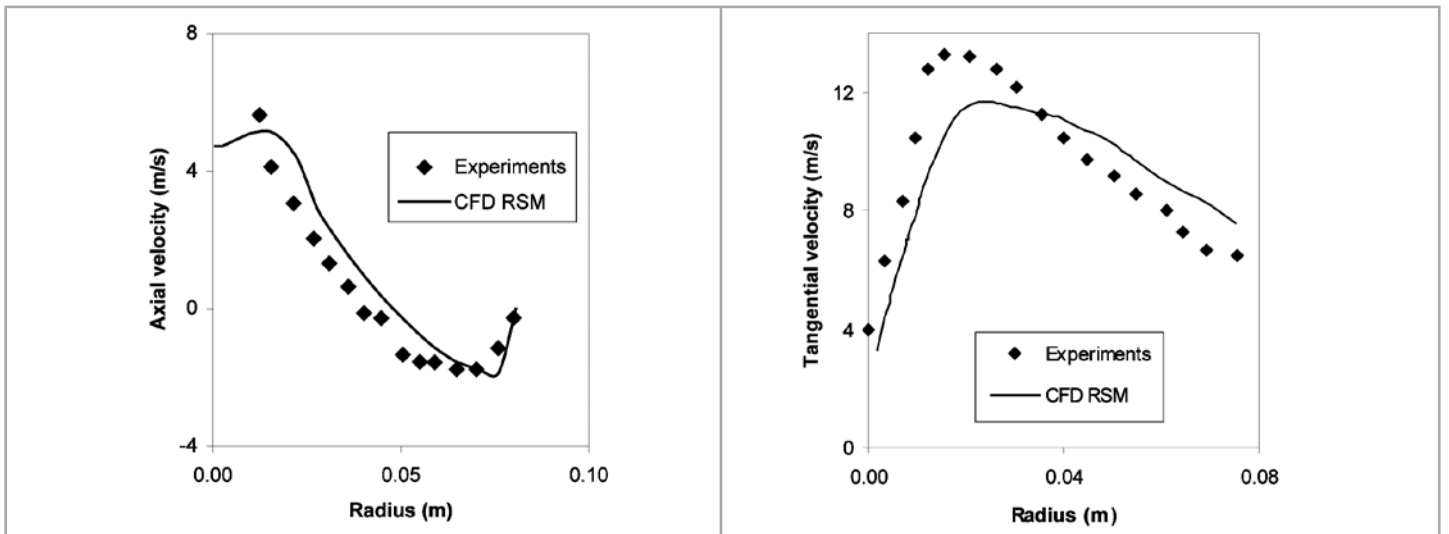 8
4
0
-4
Axial velocity (m/s)
Experiments
CFD RSM
0.00
0.05
0.10
Radius (m)
12
8
4
0
Tangential velocity (m/s)
Experiments
CFD RSM
0.00
0.04
0.08
Radius (m)